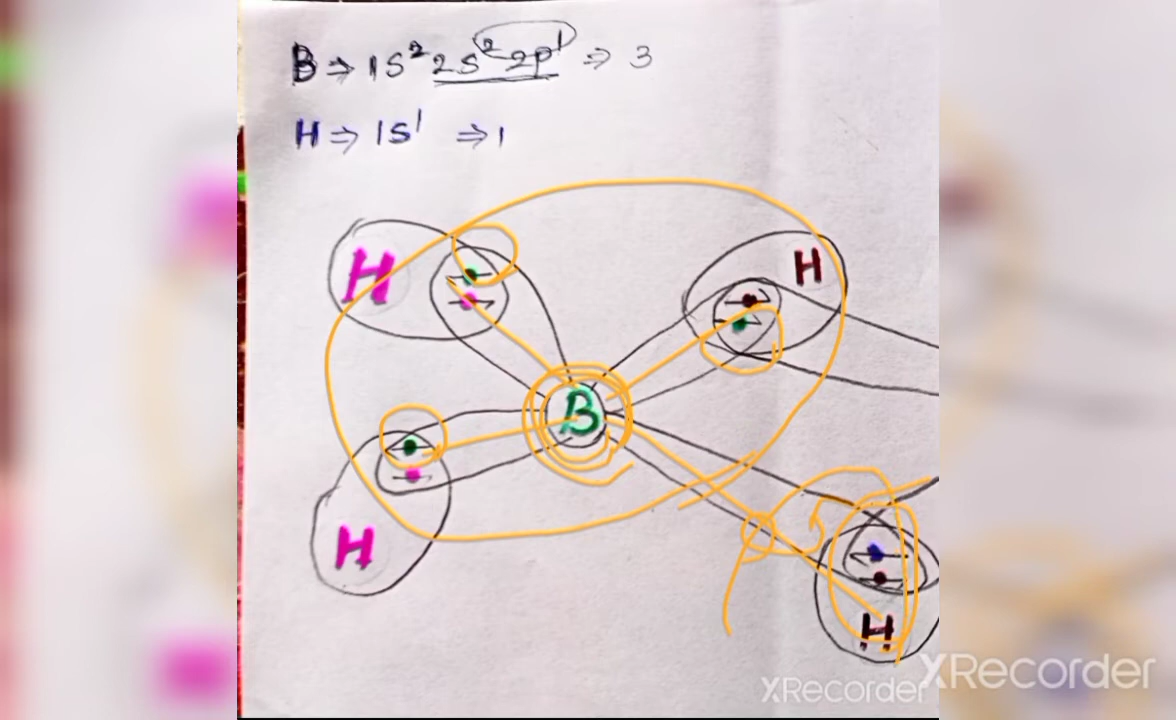 B ⇒ 1S² 2S² 2p¹ ⇒ 3
H ⇒ 1S¹ ⇒ 1
H
H
B
H
H
XRecorder
XRecorder